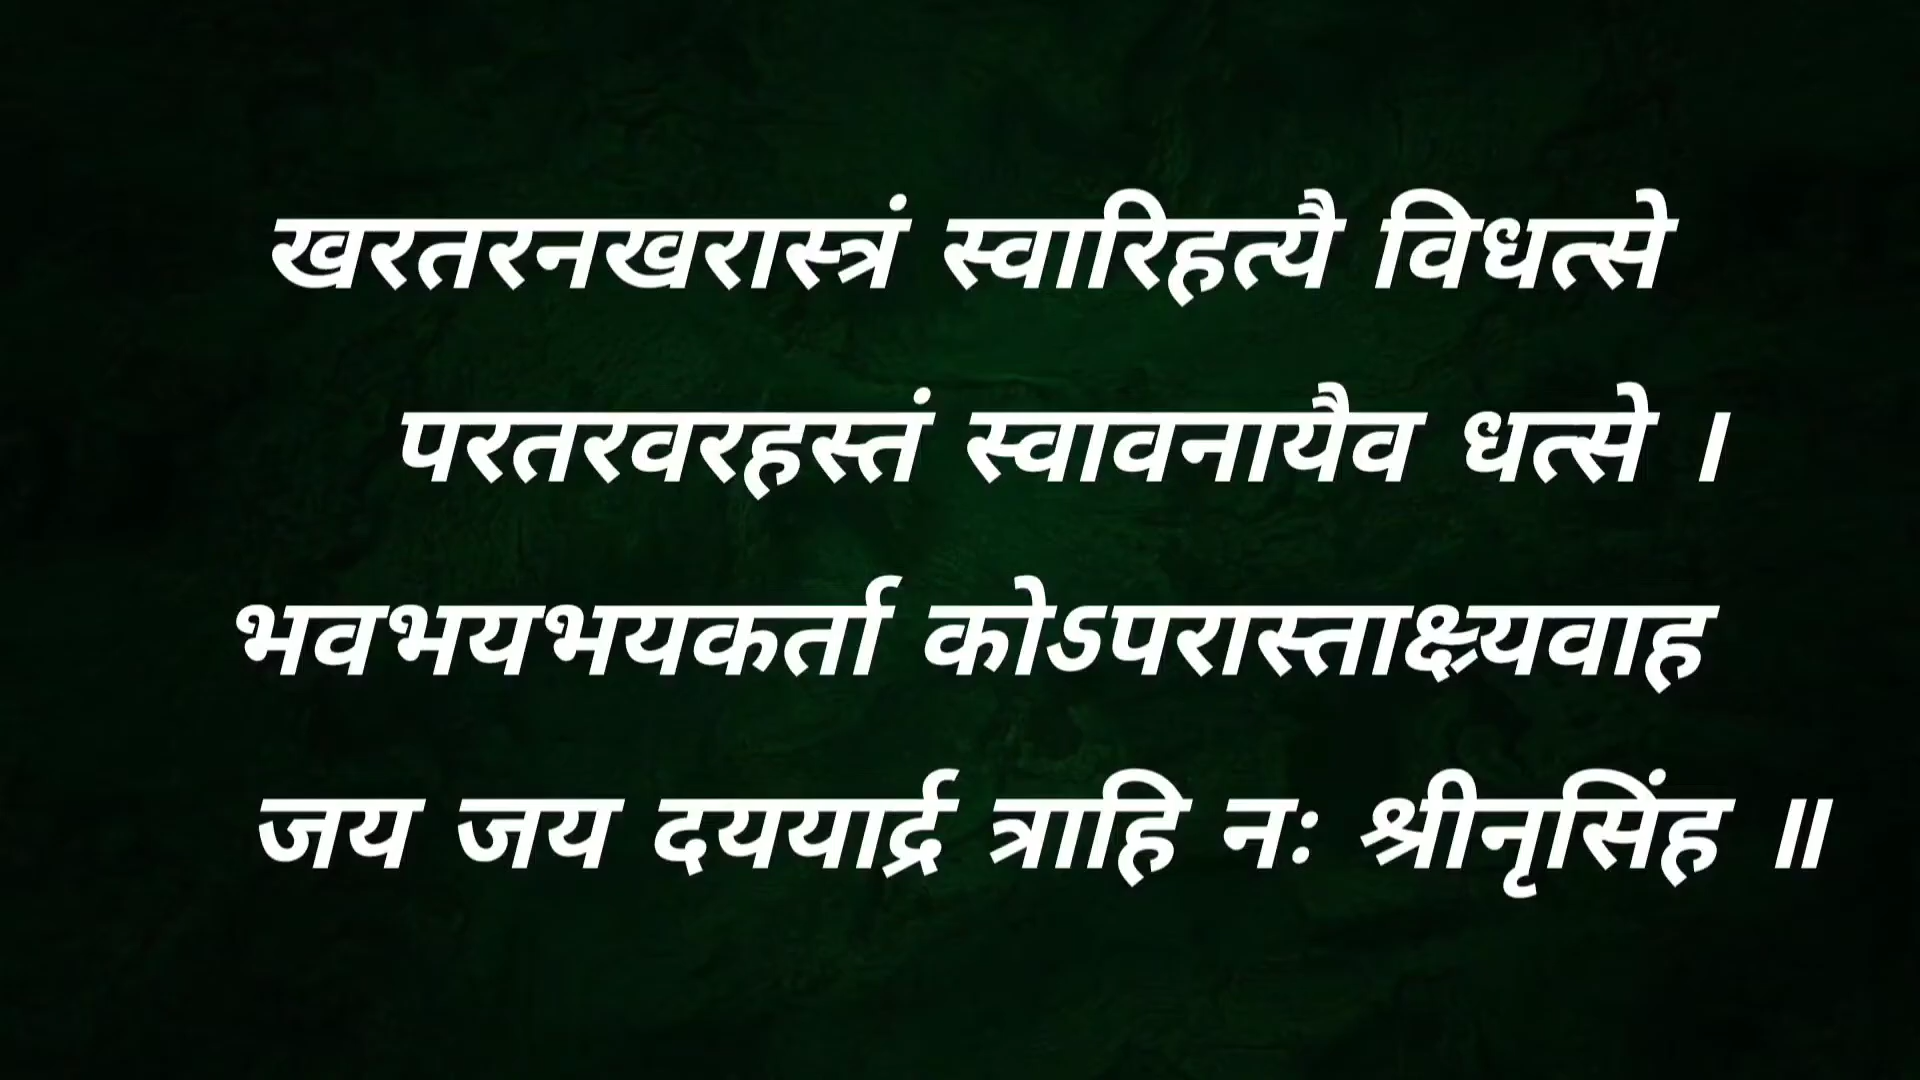 खरतरनखरास्त्रं स्वारिहत्यै विधत्से
परतरवरहस्तं स्वावनायैव धत्से ।
भवभयभयकर्ता कोऽपरास्तार्क्ष्यवाह
जय जय दययार्द्र त्राहि नः श्रीनृसिंह ॥